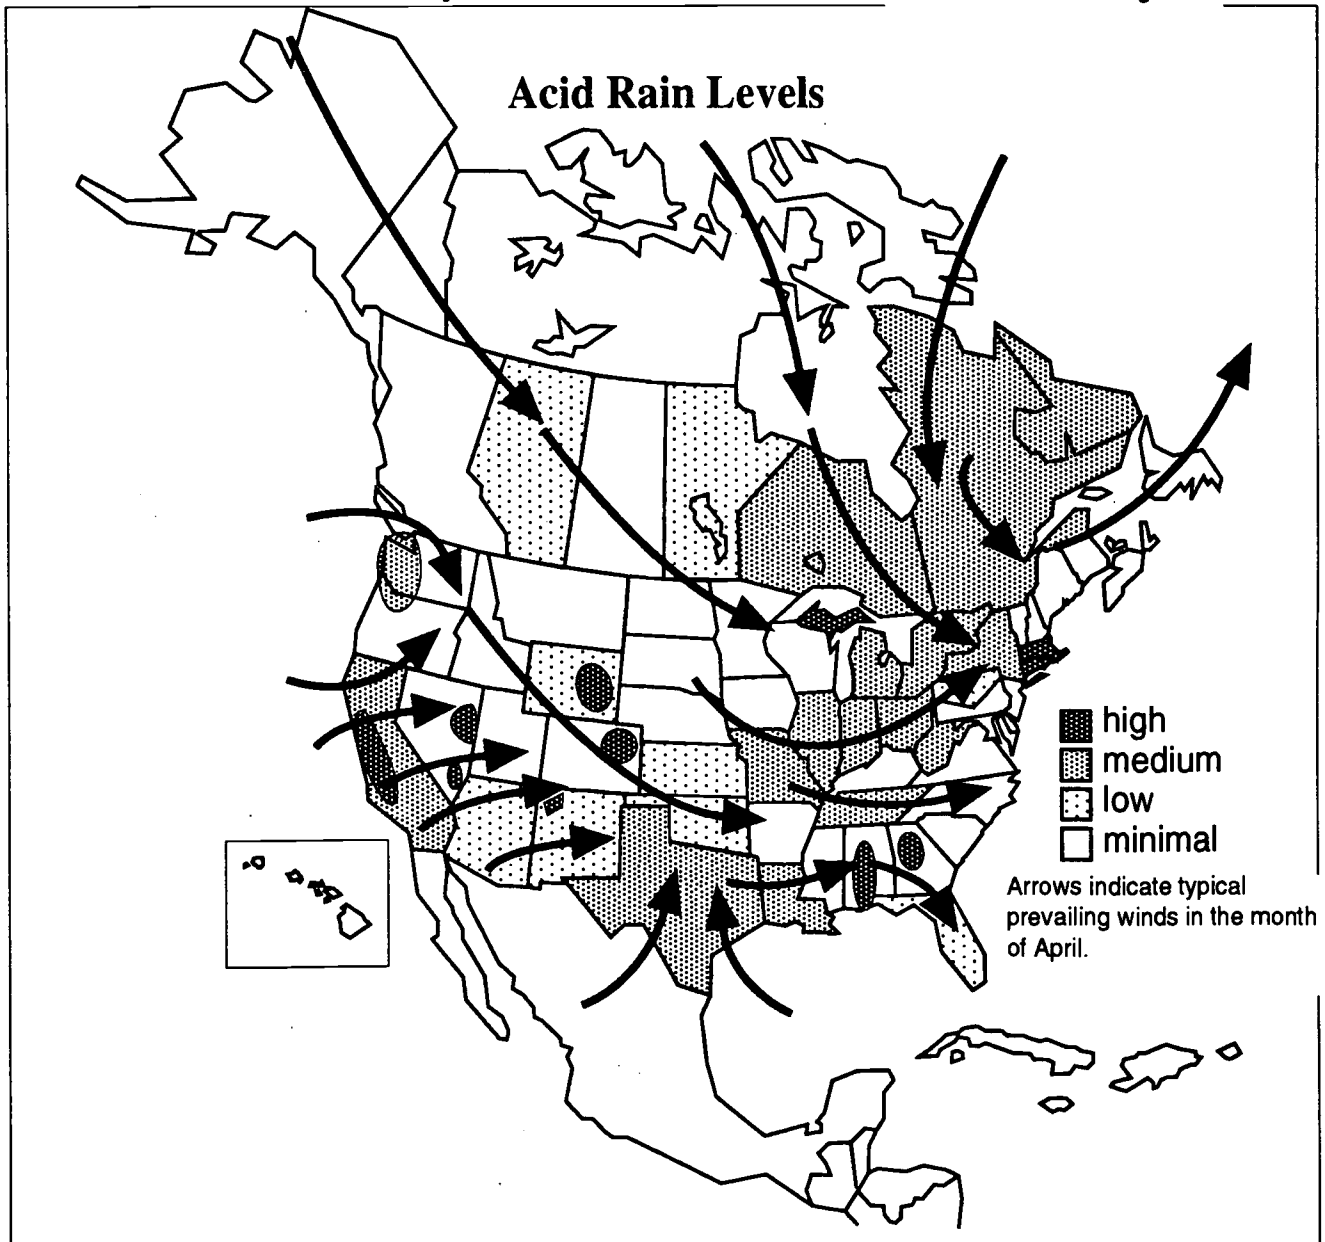 Acid Rain Levels
high
medium
low
minimal
Arrows indicate typical
prevailing winds in the month
of April.